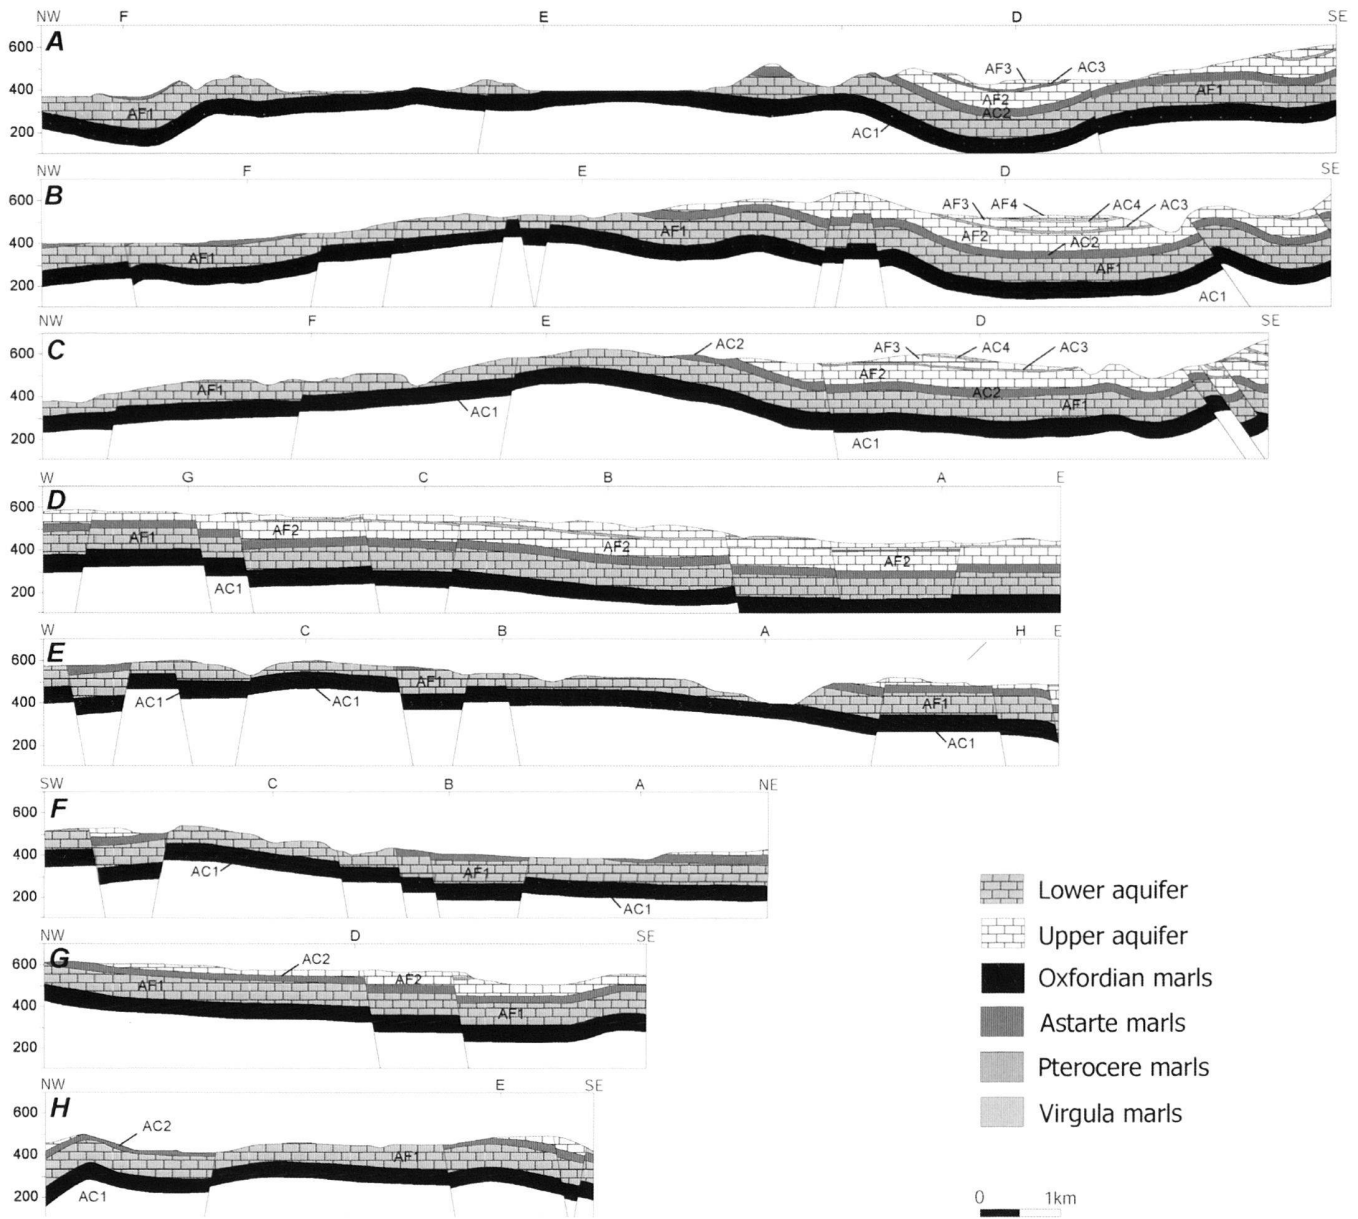 NW F E D SE
A
600
400
200
AF1 AC1 AF3 AC3 AF2 AC2 AF1
NW F E D SE
B
600
400
200
AF1 AF1 AF3 AF4 AC4 AC3 AF2 AC2 AF1 AC1
NW F E D SE
C
600
400
200
AF1 AC1 AC2 AF3 AC4 AC3 AF2 AC2 AF1 AC1
W G C B A E
D
600
400
200
AF1 AF2 AC1 AF2 AF2
W C B A H E
E
600
400
200
AC1 AC1 AF1 AF1 AC1
SW C B A NE
F
600
400
200
AC1 AF1 AC1
NW D SE
G
600
400
200
AC2 AF1 AF2 AF1
NW E SE
H
600
400
200
AC2 AF1 AC1
Lower aquifer
Upper aquifer
Oxfordian marls
Astarte marls
Pterocere marls
Virgula marls
0 1km